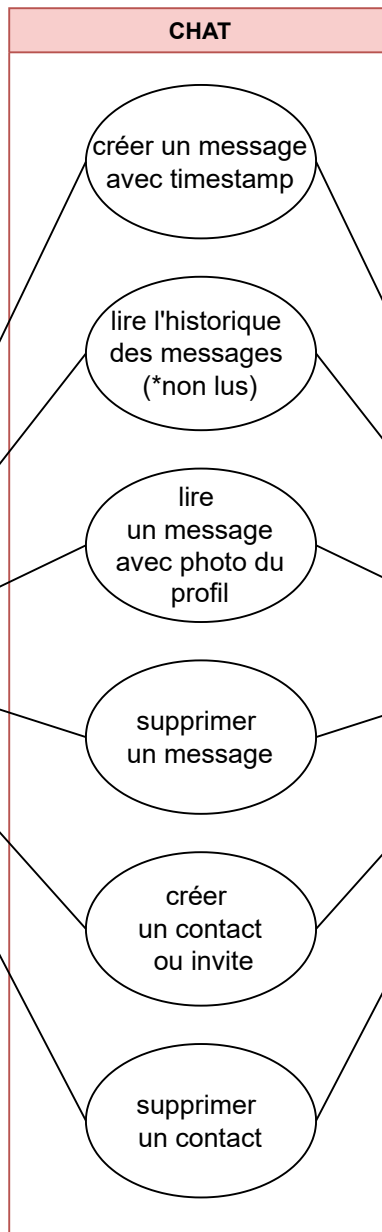 CHAT
créer un message
avec timestamp
lire l'historique
des messages
(*non lus)
lire
un message
avec photo du
profil
supprimer
un message
créer
un contact
ou invite
supprimer
un contact